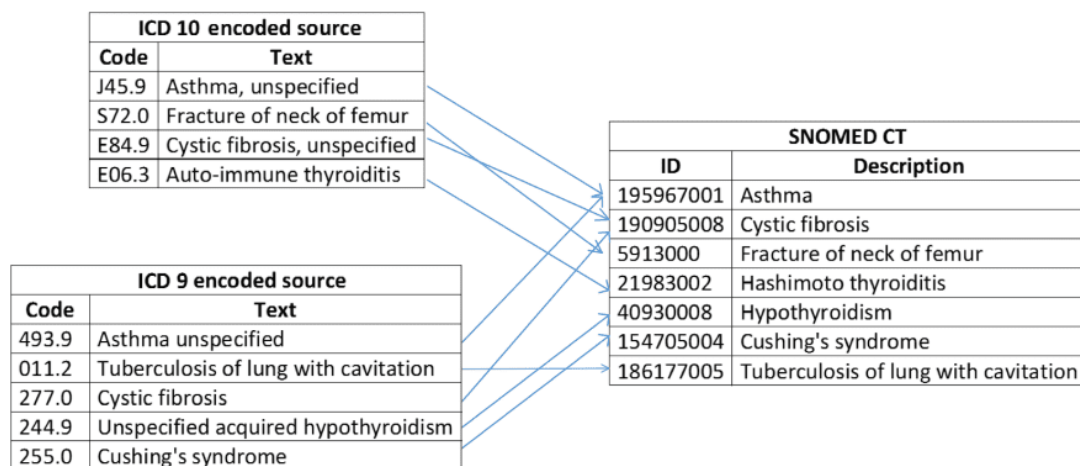 ICD 10 encoded source
Code Text
J45.9 Asthma, unspecified
S72.0 Fracture of neck of femur
E84.9 Cystic fibrosis, unspecified
E06.3 Auto-immune thyroiditis
SNOMED CT
ID Description
195967001 Asthma
190905008 Cystic fibrosis
5913000 Fracture of neck of femur
21983002 Hashimoto thyroiditis
40930008 Hypothyroidism
154705004 Cushing's syndrome
186177005 Tuberculosis of lung with cavitation
ICD 9 encoded source
Code Text
493.9 Asthma unspecified
011.2 Tuberculosis of lung with cavitation
277.0 Cystic fibrosis
244.9 Unspecified acquired hypothyroidism
255.0 Cushing's syndrome